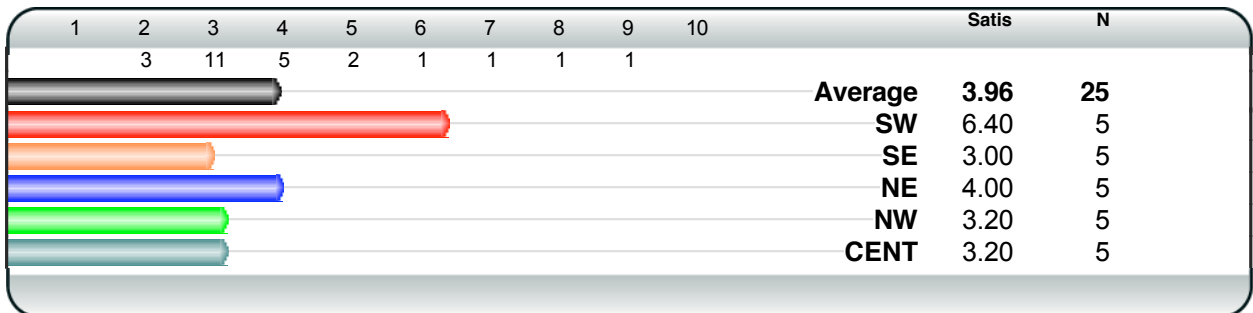 1 2 3 4 5 6 7 8 9 10 Satis N
3 11 5 2 1 1 1 1
Average 3.96 25
SW 6.40 5
SE 3.00 5
NE 4.00 5
NW 3.20 5
CENT 3.20 5